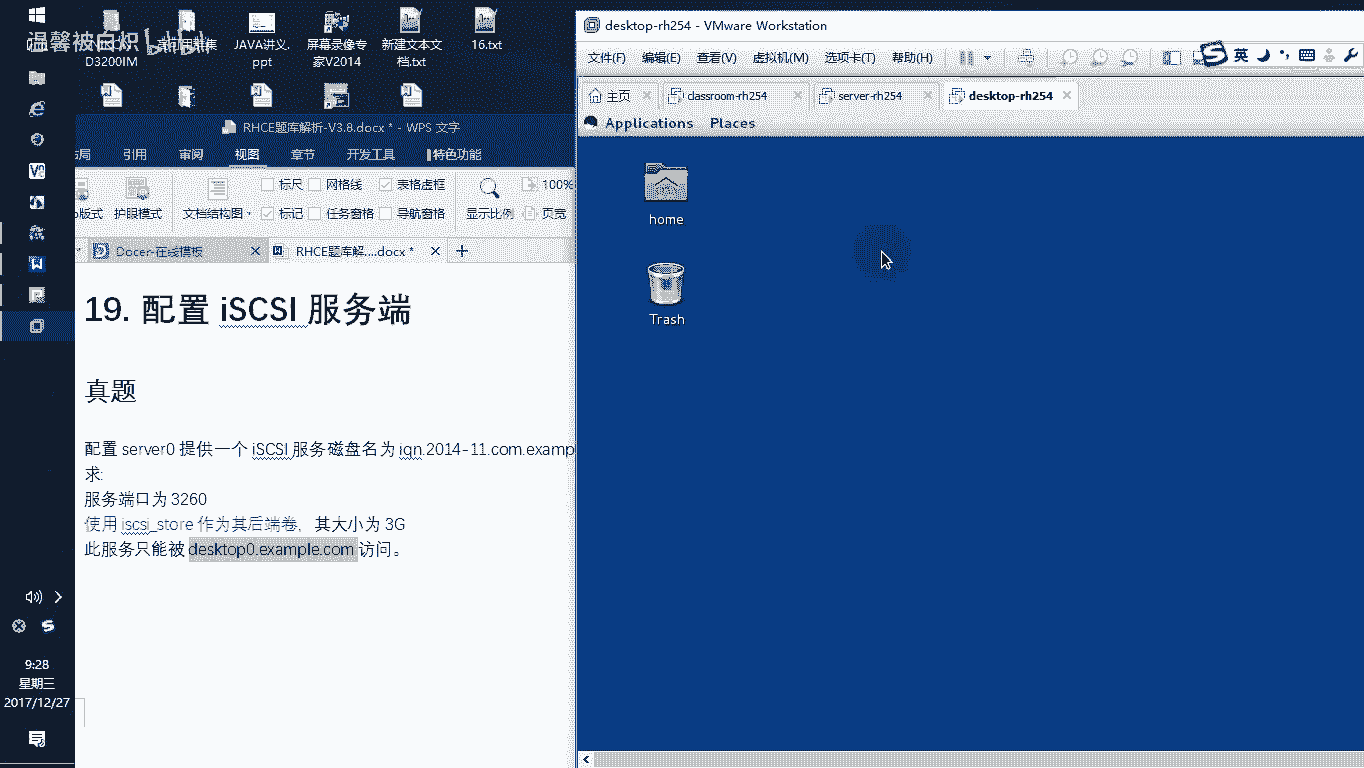 温馨被白炽
D3200IM
JAVA讲义.
ppt
屏幕录像专
家V2014
新建文本文
档.txt
16.txt
RHCE题库解析-V3.8.docx * - WPS 文字
引用 审阅 视图 章节 开发工具 特色功能
标尺 网格线 表格虚框 100%
版式 护眼模式 文档结构图 标记 任务窗格 导航窗格 显示比例 页宽
Docer-在线模板 RHCE题库解....docx * +
19. 配置 iSCSI 服务端
真题
配置 server0 提供一个 iSCSI 服务磁盘名为 iqn.2014-11.com.examp
求:
服务端口为 3260
使用 iscsi_store 作为其后端卷, 其大小为 3G
此服务只能被 desktop0.example.com 访问。
desktop-rh254 - VMware Workstation
文件(F) 编辑(E) 查看(V) 虚拟机(M) 选项卡(T) 帮助(H)
英
主页 classroom-rh254 server-rh254 desktop-rh254
Applications Places
home
Trash
9:28
星期三
2017/12/27